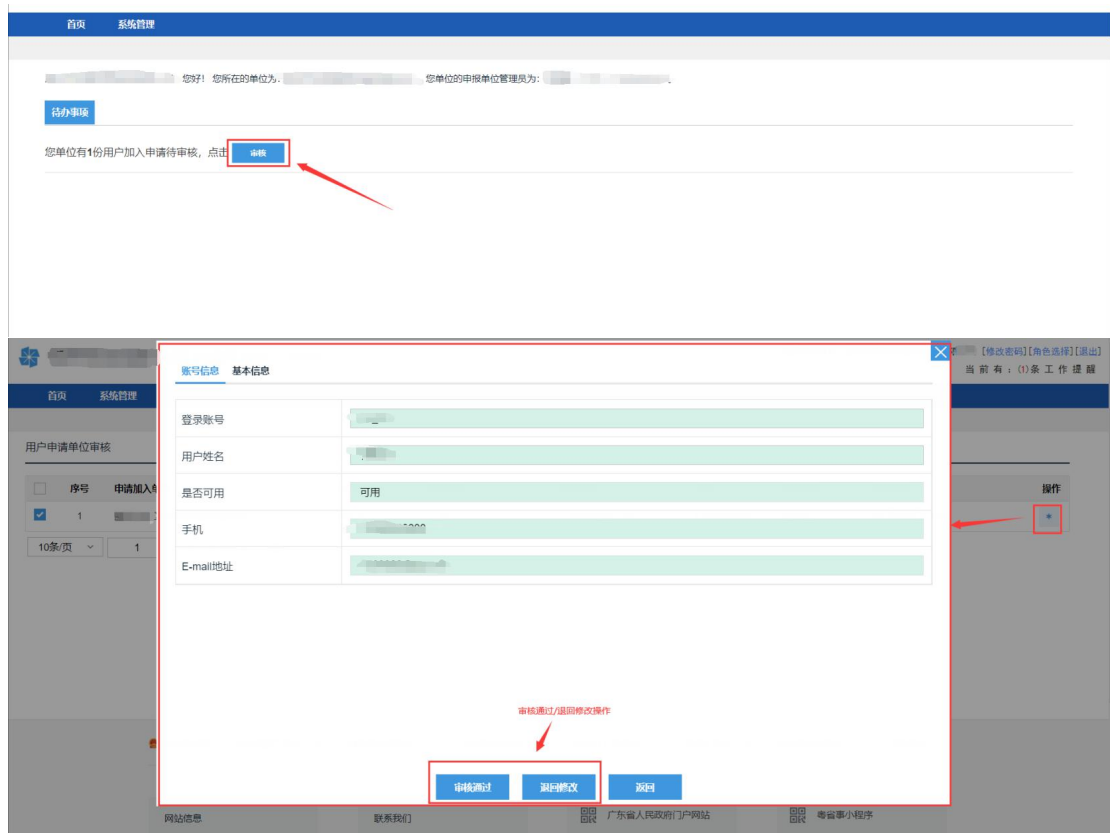 首页 系统管理
您好！ 您所在的单位为: 您单位的申报单位管理员为:
待办事项
您单位有1份用户加入申请待审核，点击 审核
[修改密码][角色选择][退出]
当前有：(1)条工作提醒
账号信息 基本信息
首页 系统管理
登录账号
用户申请单位审核
用户姓名
序号 申请加入单 操作
是否可用 可用
1
手机
10条/页 1
E-mail地址
审核通过/退回修改操作
审核通过 退回修改 返回
网站信息 联系我们 广东省人民政府门户网站 粤省事小程序